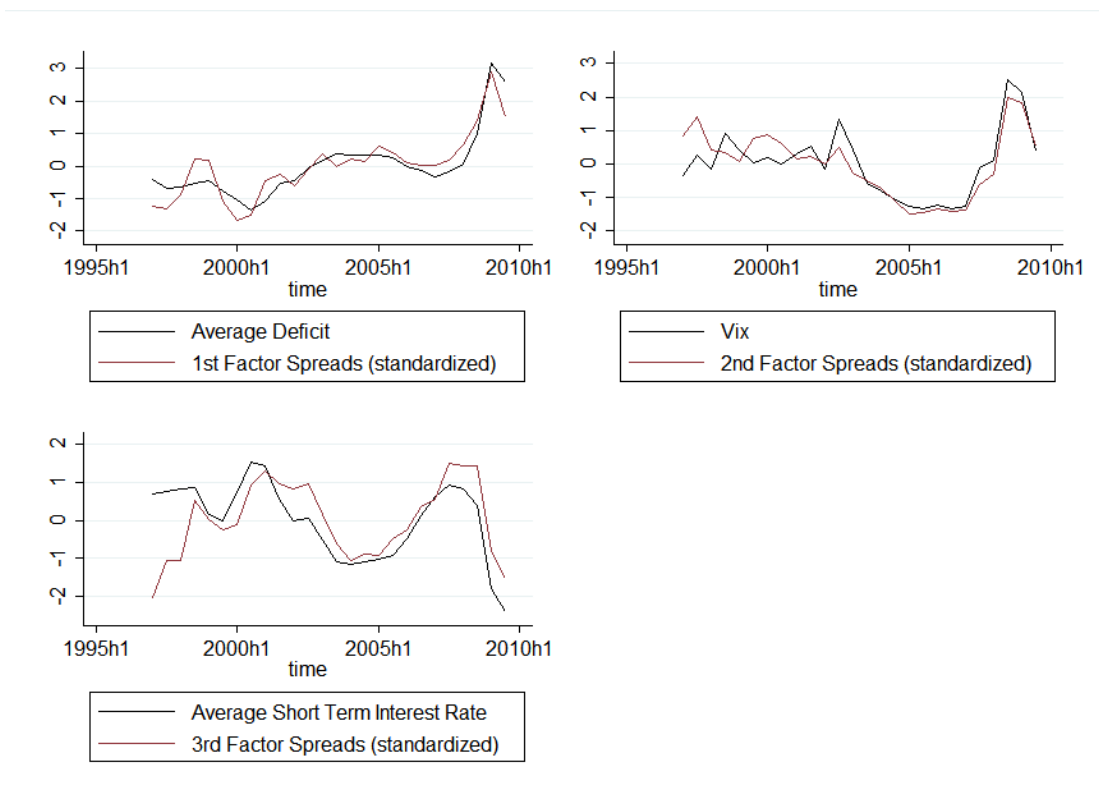 3
2
1
0
-1
-2
1995h1 2000h1 2005h1 2010h1
time
Average Deficit
1st Factor Spreads (standardized)
3
2
1
0
-1
-2
1995h1 2000h1 2005h1 2010h1
time
Vix
2nd Factor Spreads (standardized)
2
1
0
-1
-2
1995h1 2000h1 2005h1 2010h1
time
Average Short Term Interest Rate
3rd Factor Spreads (standardized)